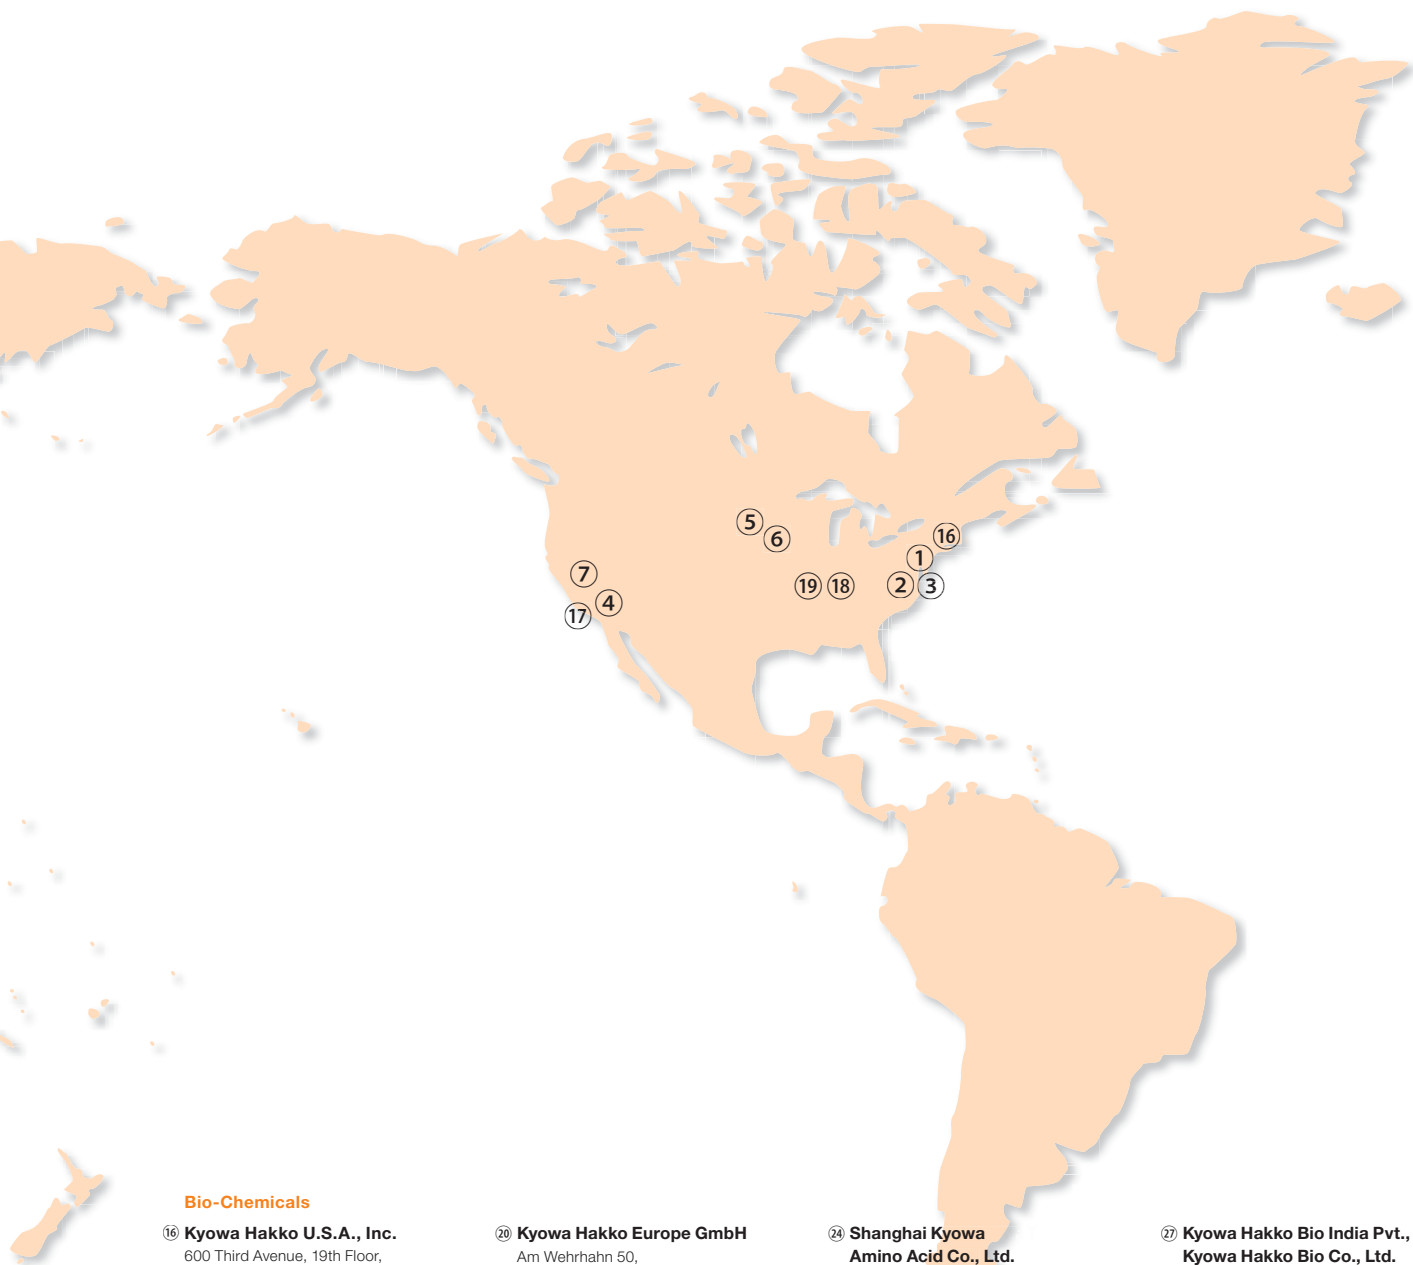 5
6
16
1
7
19
18
2
3
4
17
Bio-Chemicals
⑯ Kyowa Hakko U.S.A., Inc.
600 Third Avenue, 19th Floor,
⑳ Kyowa Hakko Europe GmbH
Am Wehrhahn 50,
㉔ Shanghai Kyowa
Amino Acid Co., Ltd.
㉗ Kyowa Hakko Bio India Pvt.,
Kyowa Hakko Bio Co., Ltd.